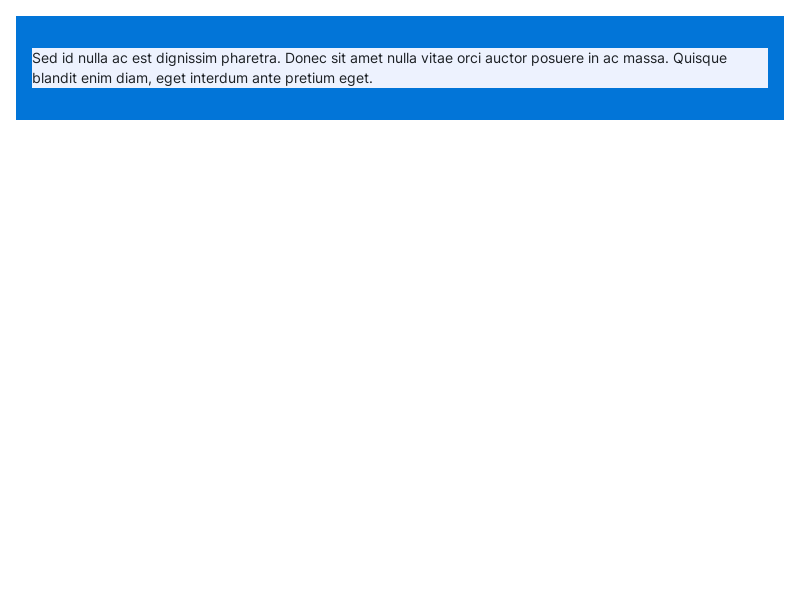 Sed id nulla ac est dignissim pharetra. Donec sit amet nulla vitae orci auctor posuere in ac massa. Quisque
blandit enim diam, eget interdum ante pretium eget.